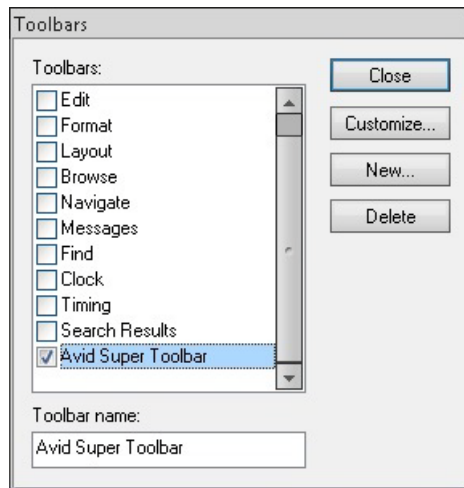 Toolbars
Toolbars:
Edit
Format
Layout
Browse
Navigate
Messages
Find
Clock
Timing
Search Results
Avid Super Toolbar
Close
Customize...
New...
Delete
Toolbar name:
Avid Super Toolbar